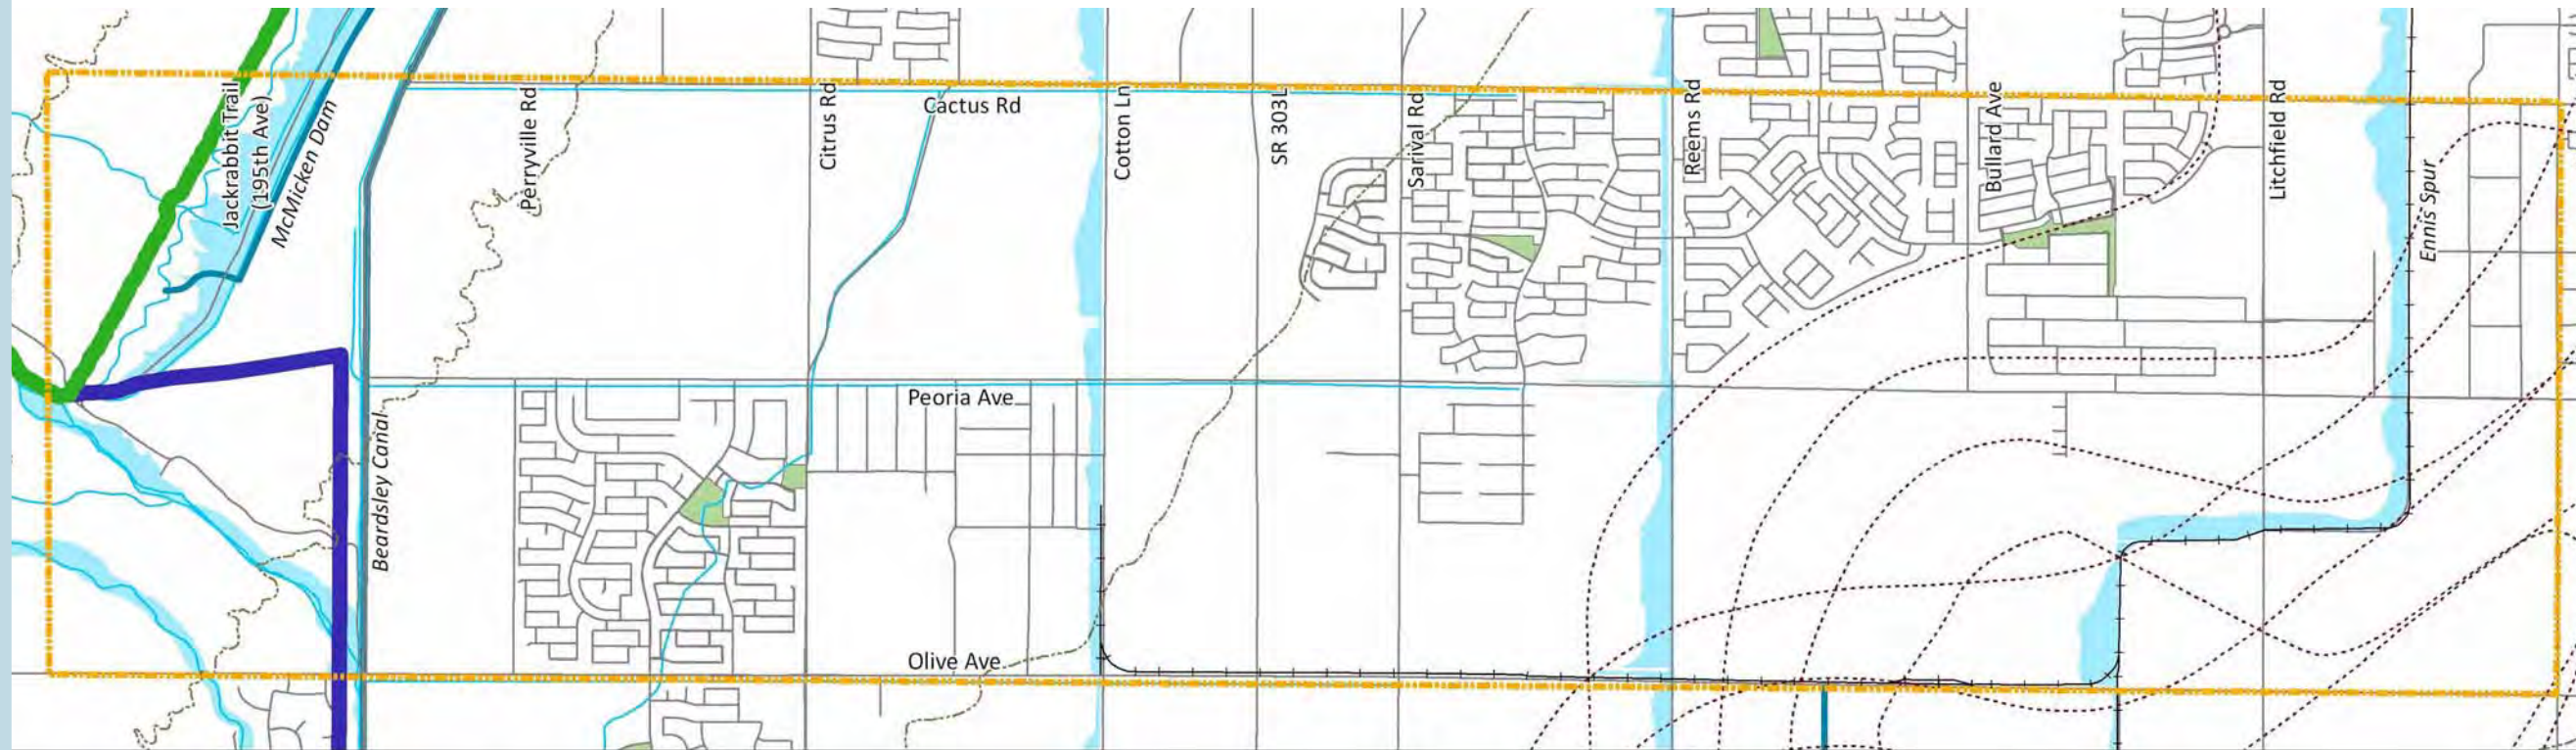 Jackrabbit Trail
(195th Ave)
McMicken Dam
Perryville Rd
Citrus Rd
Cactus Rd
Cotton Ln
SR 303L
Sarival Rd
Reems Rd
Bullard Ave
Litchfield Rd
Ennis Spur
Beardsley Canal
Peoria Ave
Olive Ave